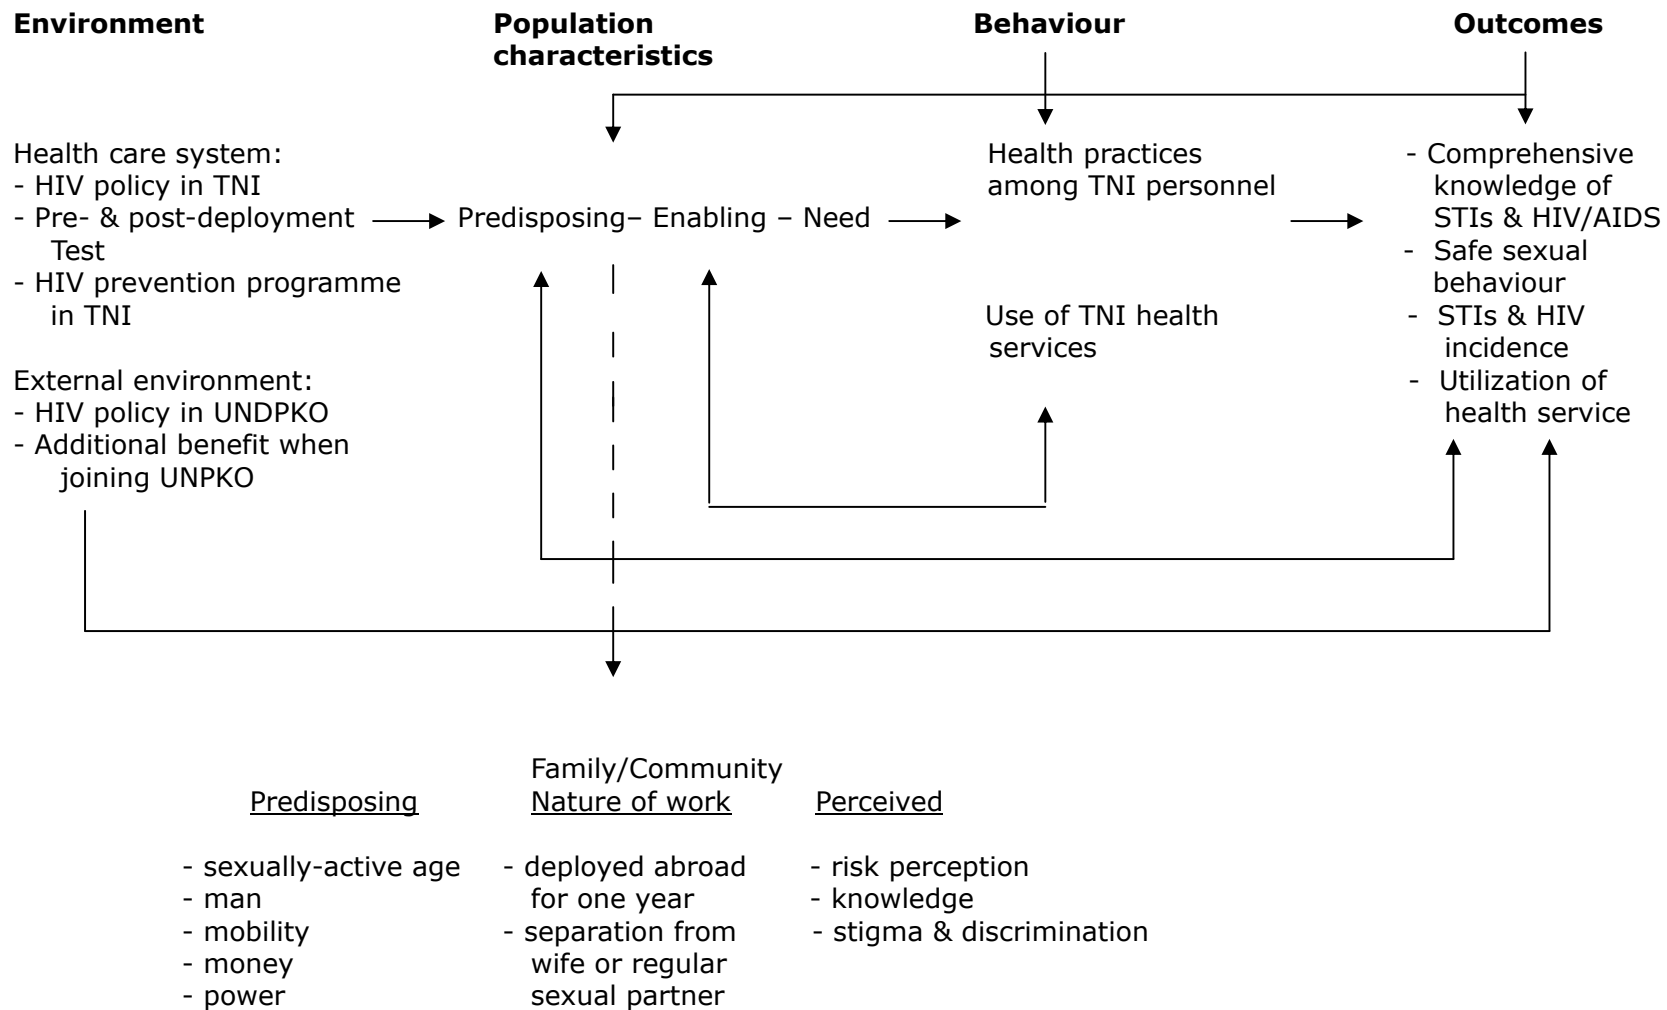 Environment
Population
characteristics
Behaviour
Outcomes
Health care system:
- HIV policy in TNI
- Pre- & post-deployment
Test
- HIV prevention programme
in TNI
External environment:
- HIV policy in UNDPKO
- Additional benefit when
joining UNPKO
Predisposing– Enabling – Need
Health practices
among TNI personnel
Use of TNI health
services
- Comprehensive
knowledge of
STIs & HIV/AIDS
- Safe sexual
behaviour
- STIs & HIV
incidence
- Utilization of
health service
Predisposing
- sexually-active age
- man
- mobility
- money
- power
Family/Community
Nature of work
- deployed abroad
for one year
- separation from
wife or regular
sexual partner
Perceived
- risk perception
- knowledge
- stigma & discrimination